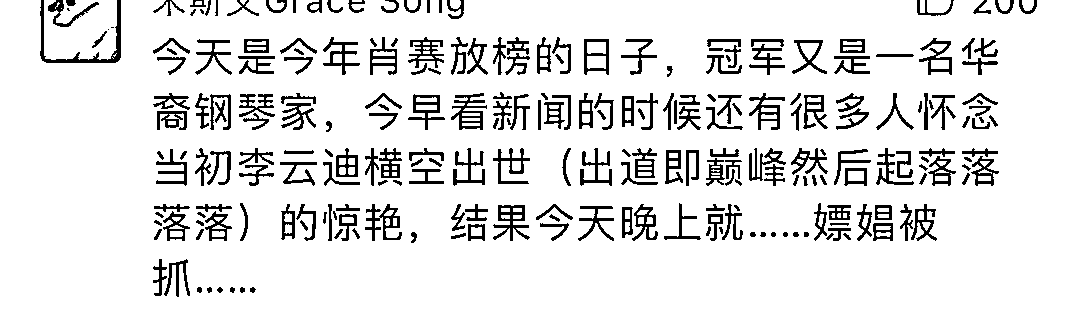 米斯文Grace Song 200
今天是今年肖赛放榜的日子，冠军又是一名华
裔钢琴家，今早看新闻的时候还有很多人怀念
当初李云迪横空出世（出道即巅峰然后起落落
落落）的惊艳，结果今天晚上就……嫖娼被
抓……